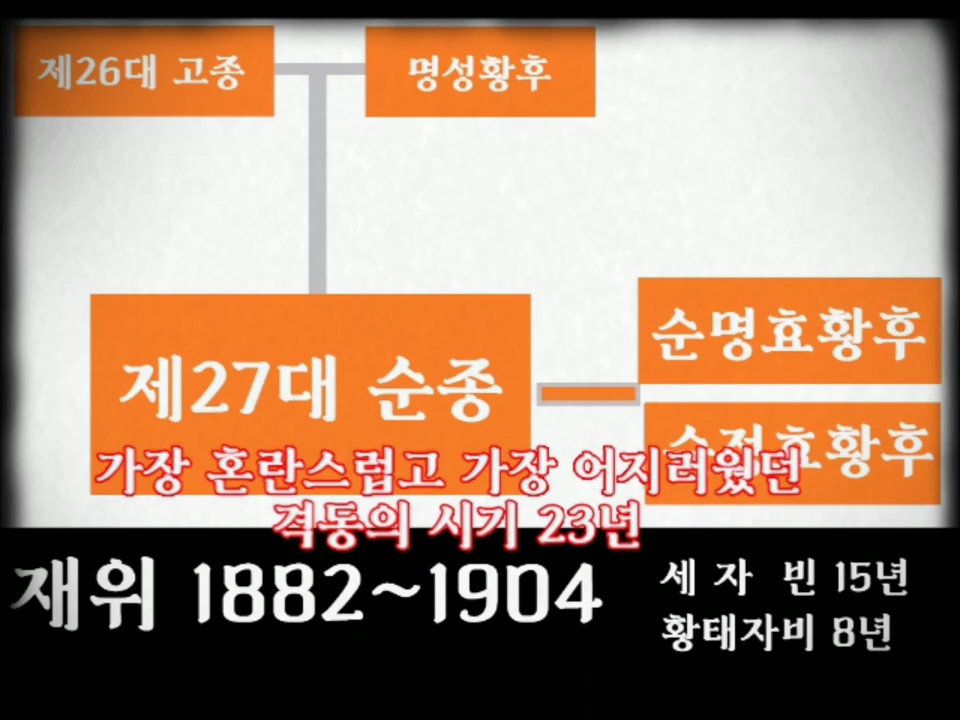 제26대 고종
명성황후
제27대 순종
순명효황후
효황후
가장 혼란스럽고 가장 어지러웠던
격동의 시기 23년
재위 1882~1904
세 자 빈 15년
황태자비 8년